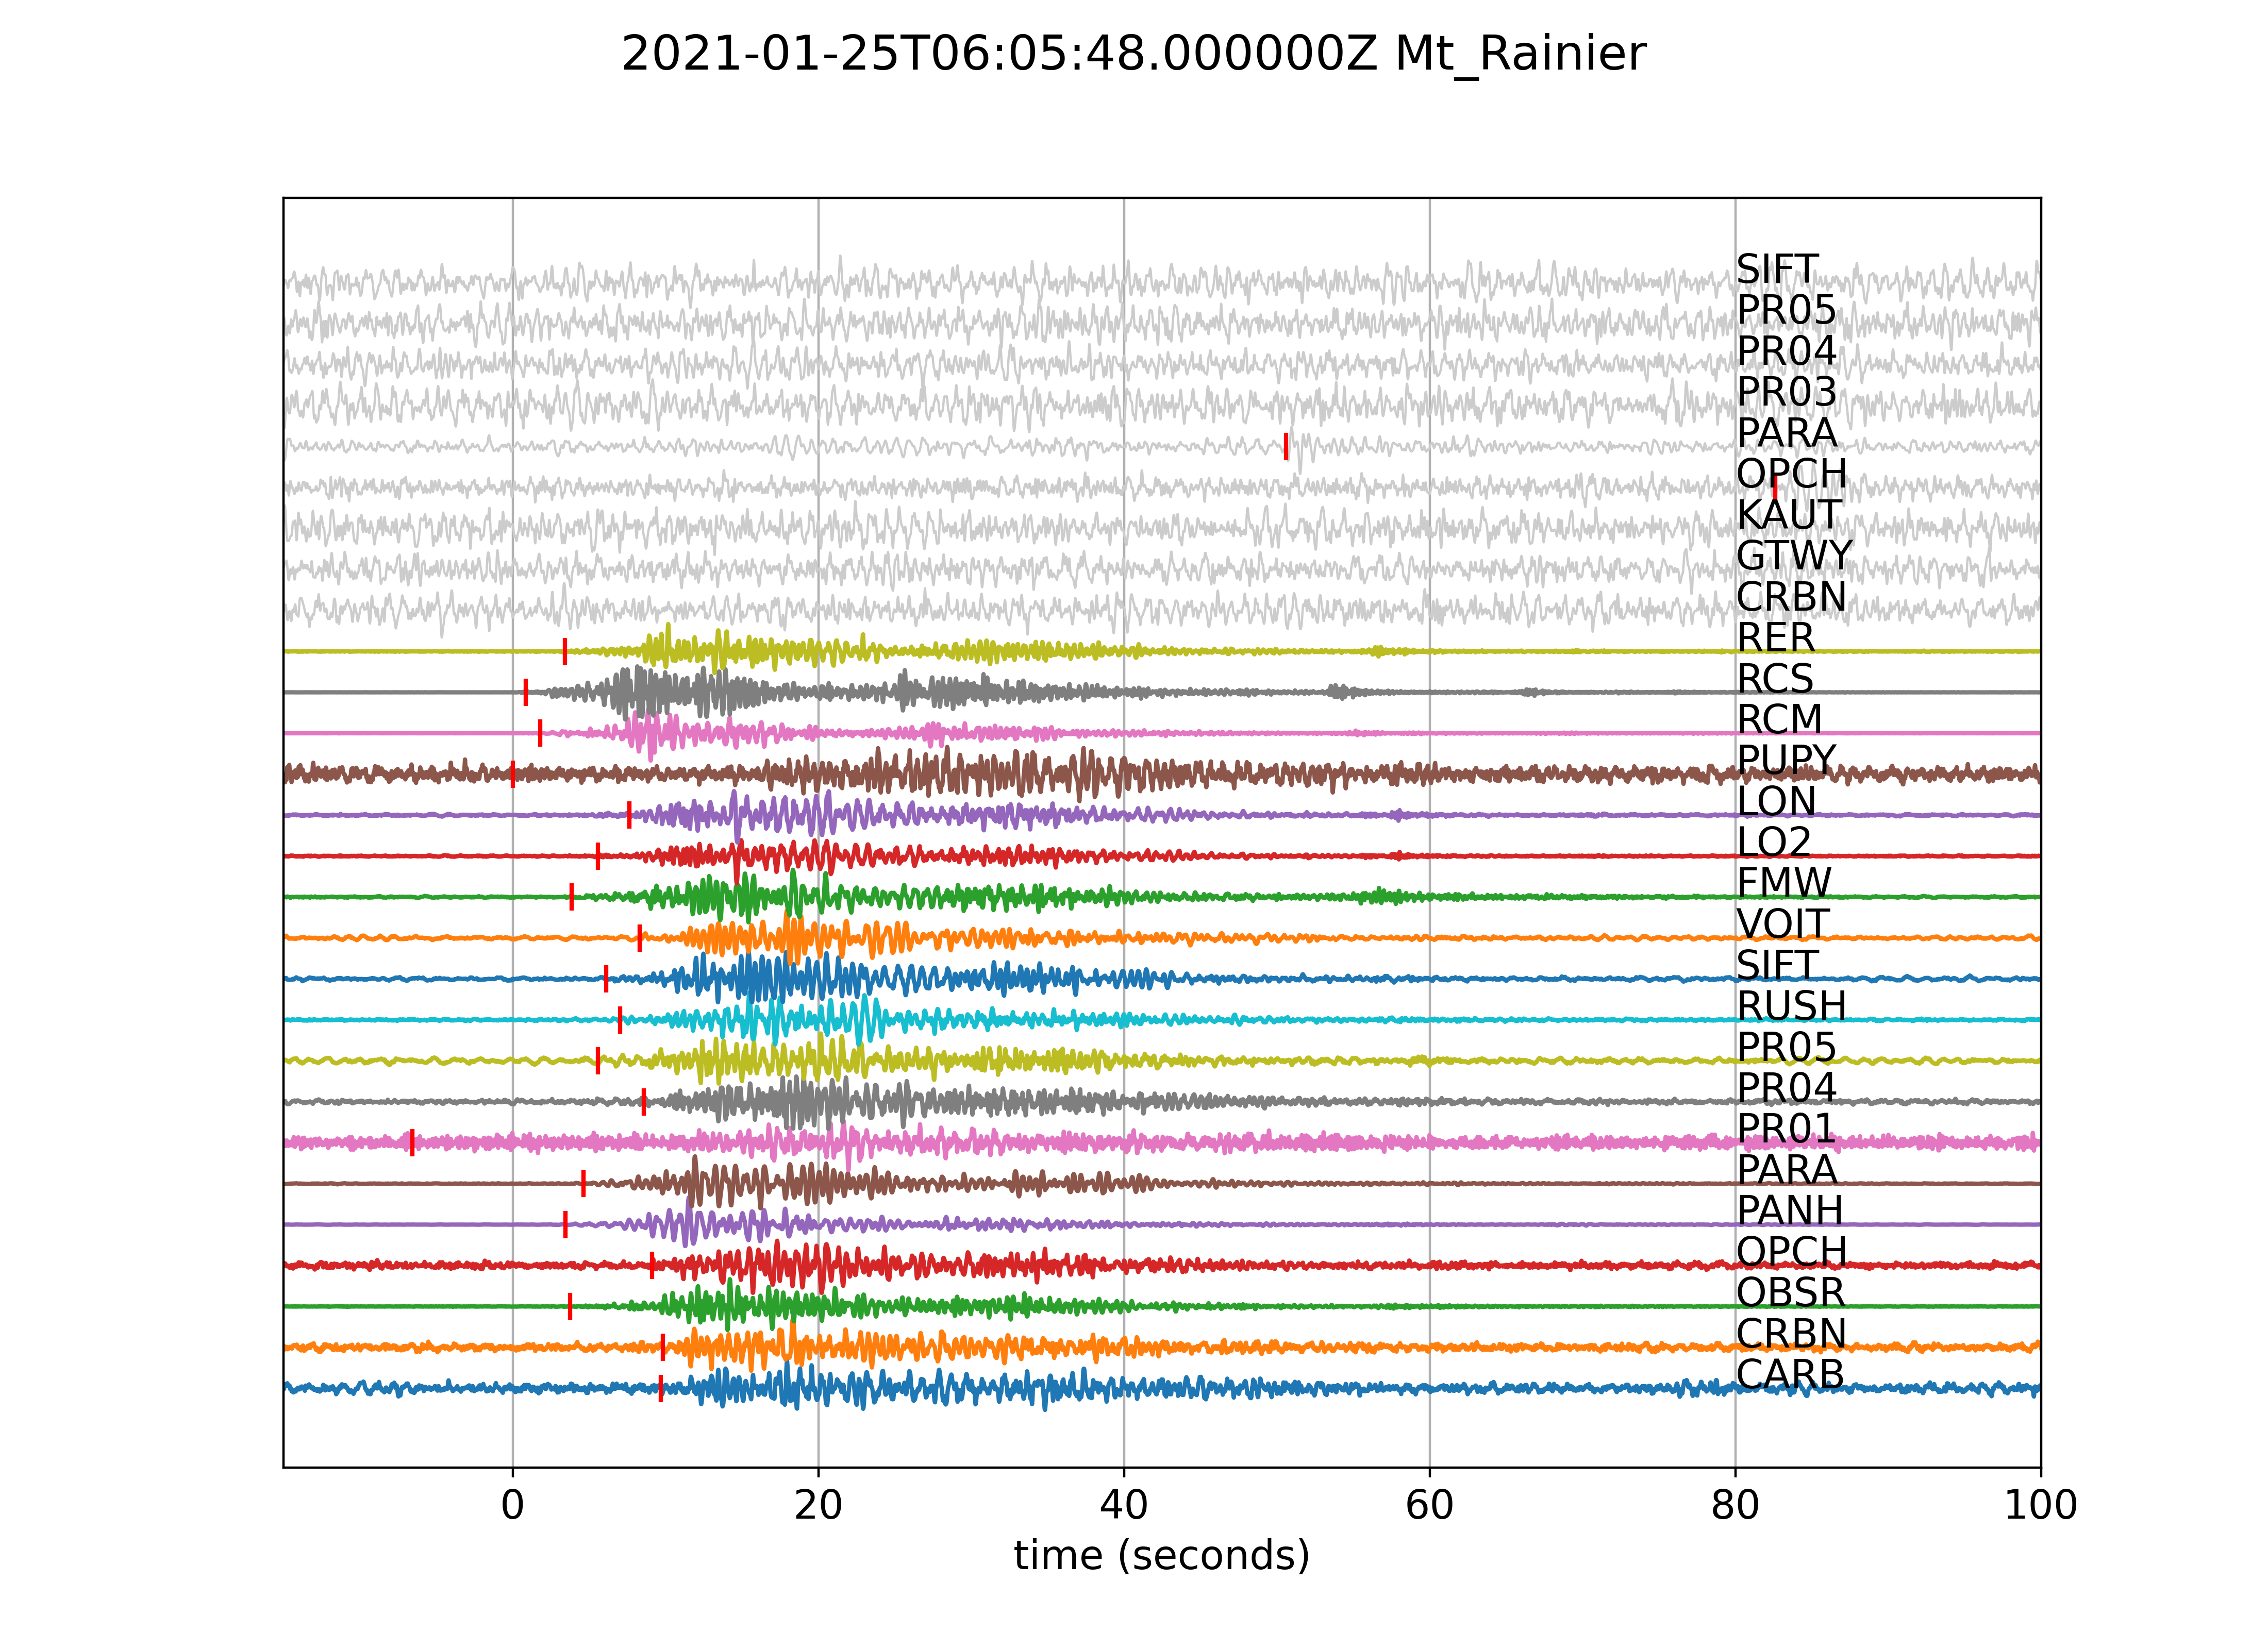 2021-01-25T06:05:48.000000Z Mt_Rainier
SIFT
PR05
PR04
PR03
PARA
OPCH
KAUT
GTWY
CRBN
RER
RCS
RCM
PUPY
LON
LO2
FMW
VOIT
SIFT
RUSH
PR05
PR04
PR01
PARA
PANH
OPCH
OBSR
CRBN
CARB
0 20 40 60 80 100
time (seconds)